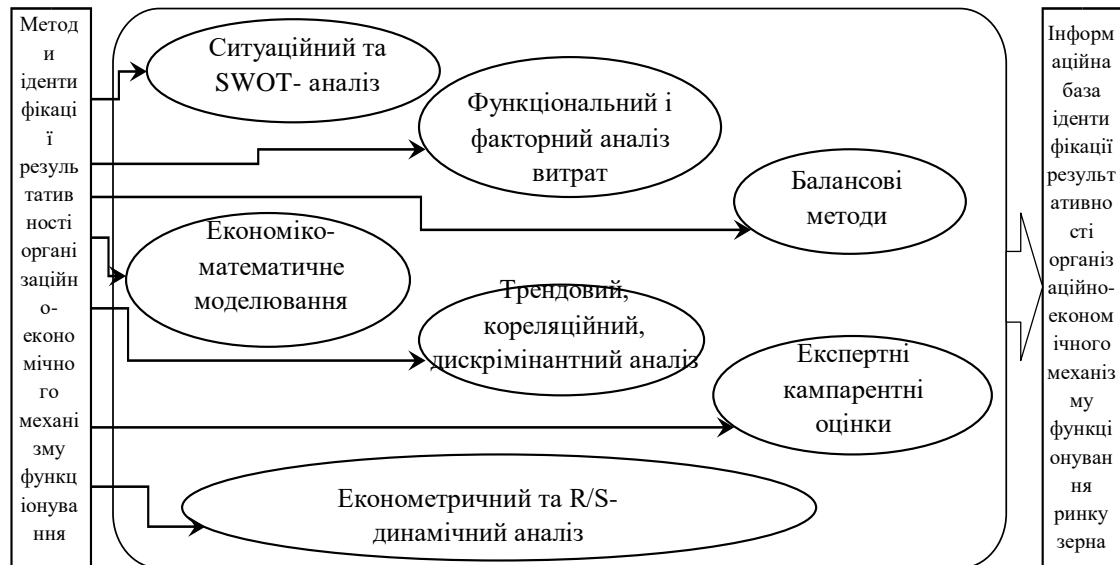 Метод
и
іденти
фікаці
ї
резуль
татив
ності
органі
заційн
о-
еконо
мічно
го
механі
зму
функц
іонува
ння
Ситуаційний та
SWOT- аналіз
Функціональний і
факторний аналіз
витрат
Балансові
методи
Економіко-
математичне
моделювання
Трендовий,
кореляційний,
дискрімінантний аналіз
Експертні
кампарентні
оцінки
Економетричний та R/S-
динамічний аналіз
Інформ
аційна
база
іденти
фікації
результ
ативно
сті
організ
аційно-
економ
ічного
механіз
му
функці
онуван
ня
ринку
зерна